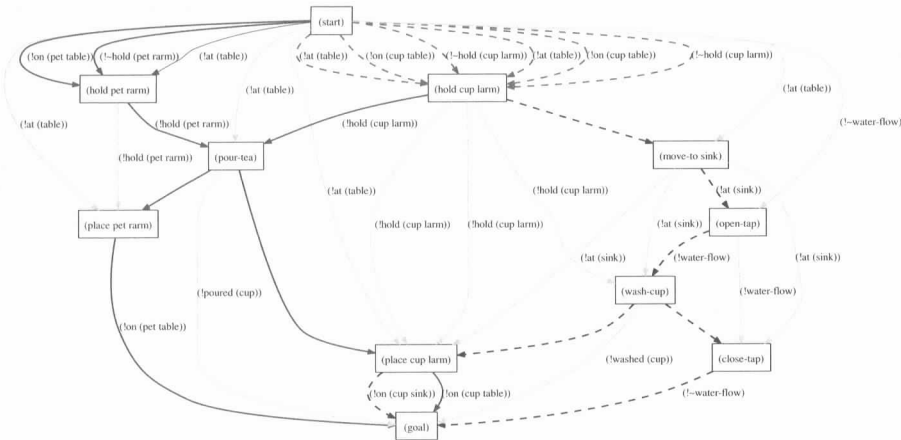 (start)
(!on (pet table))
(!~hold (pet rarm))
(!at (table))
(!at (table))
(!on (cup table))
(!~hold (cup larm))
(!at (table))
(!on (cup table))
(!~hold (cup larm))
(hold pet rarm)
(hold cup larm)
(!at (table))
(!at (table))
(!hold (pet rarm))
(!hold (cup larm))
(!~water-flow)
(!hold (pet rarm))
(pour-tea)
(move-to sink)
(!at (table))
(!hold (cup larm))
(!at (sink))
(place pet rarm)
(!hold (cup larm))
(!hold (cup larm))
(!at (sink))
(open-tap)
(!at (sink))
(!water-flow)
(!at (sink))
(!poured (cup))
(wash-cup)
(!water-flow)
(!on (pet table))
(place cup larm)
(!washed (cup))
(close-tap)
(!on (cup sink))
(!on (cup table))
(!~water-flow)
(goal)